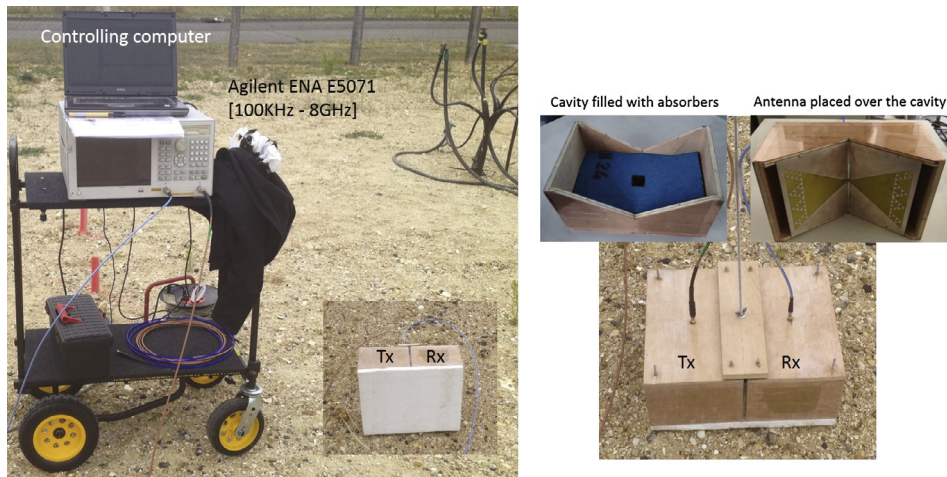 Controlling computer
Agilent ENA E5071
[100KHz - 8GHz]
Tx Rx
Cavity filled with absorbers
Antenna placed over the cavity
Tx Rx